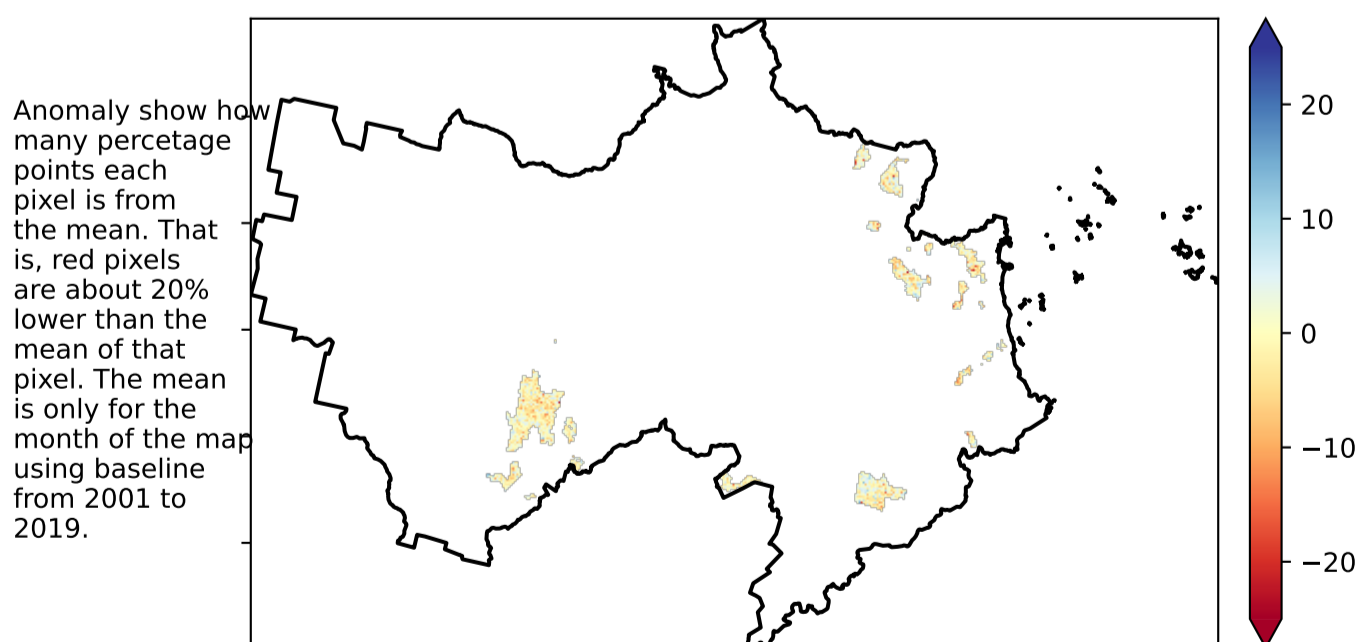 Anomaly show how
many percetage
points each
pixel is from
the mean. That
is, red pixels
are about 20%
lower than the
mean of that
pixel. The mean
is only for the
month of the map
using baseline
from 2001 to
2019.
20
10
0
−10
−20